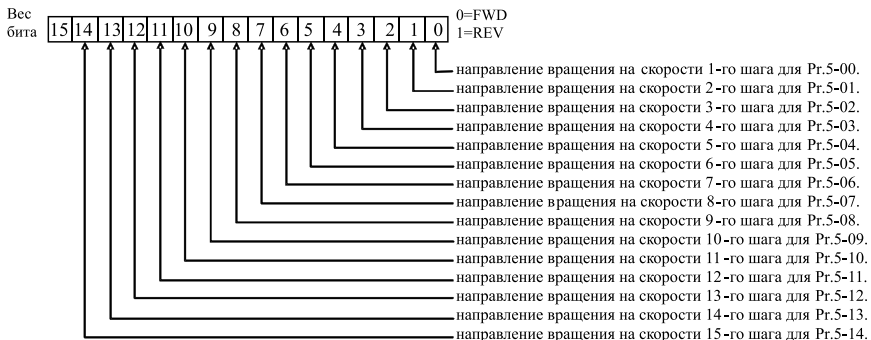 Вес
бита
15 14 13 12 11 10 9 8 7 6 5 4 3 2 1 0
0=FWD
1=REV
направление вращения на скорости 1-го шага для Pr.5-00.
направление вращения на скорости 2-го шага для Pr.5-01.
направление вращения на скорости 3-го шага для Pr.5-02.
направление вращения на скорости 4-го шага для Pr.5-03.
направление вращения на скорости 5-го шага для Pr.5-04.
направление вращения на скорости 6-го шага для Pr.5-05.
направление вращения на скорости 7-го шага для Pr.5-06.
направление вращения на скорости 8-го шага для Pr.5-07.
направление вращения на скорости 9-го шага для Pr.5-08.
направление вращения на скорости 10-го шага для Pr.5-09.
направление вращения на скорости 11-го шага для Pr.5-10.
направление вращения на скорости 12-го шага для Pr.5-11.
направление вращения на скорости 13-го шага для Pr.5-12.
направление вращения на скорости 14-го шага для Pr.5-13.
направление вращения на скорости 15-го шага для Pr.5-14.